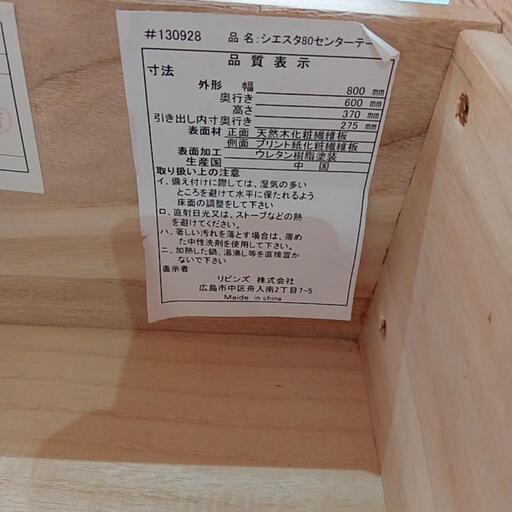 #130928 品 名:シエスタ80センターテー
品 質 表 示
寸法
外形 幅 800 mm
奥行き 600 mm
高さ 370 mm
引き出し内寸奥行き 275 mm
表面材 正面 天然木化粧繊維板
側面 プリント紙化粧繊維板
表面加工 ウレタン樹脂塗装
生産国 中 国
取り扱い上の注意
イ、備え付けに際しては、湿気の多い
ところを避けて水平に保たれるよう
床面の調整をして下さい
ロ、直射日光又は、ストーブなどの熱
を避けてください。
ハ、著しい汚れを落とす場合は、薄め
た中性洗剤を使用して下さい。
ニ、加熱した鍋、湯沸し等を直接置か
ないで下さい
表示者
リビンズ 株式会社
広島市中区舟入南2丁目7-5
Maide in china